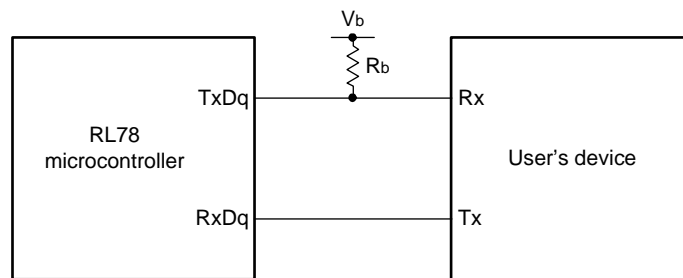 Vb
Rb
TxDq
Rx
RL78
microcontroller
User's device
RxDq
Tx